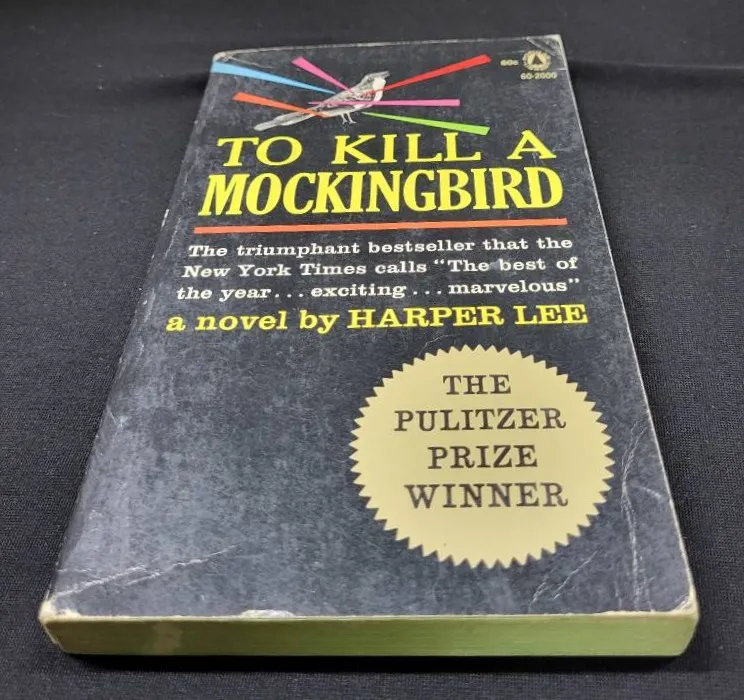 60c
60-2000
TO KILL A
MOCKINGBIRD
The triumphant bestseller that the
New York Times calls "The best of
the year... exciting... marvelous"
a novel by HARPER LEE
THE
PULITZER
PRIZE
WINNER